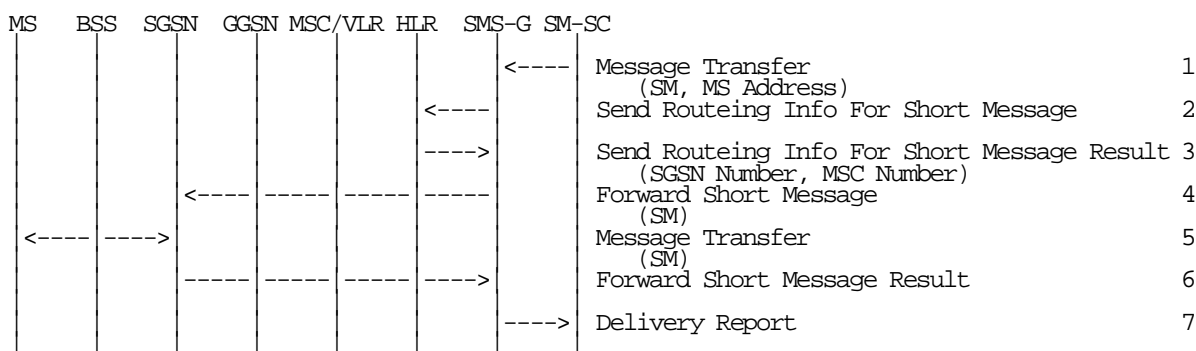 MS BSS SGSN GGSN MSC/VLR HLR SMS-G SM-SC
Message Transfer 1
(SM, MS Address)
Send Routeing Info For Short Message 2
Send Routeing Info For Short Message Result 3
(SGSN Number, MSC Number)
Forward Short Message 4
(SM)
Message Transfer 5
(SM)
Forward Short Message Result 6
Delivery Report 7